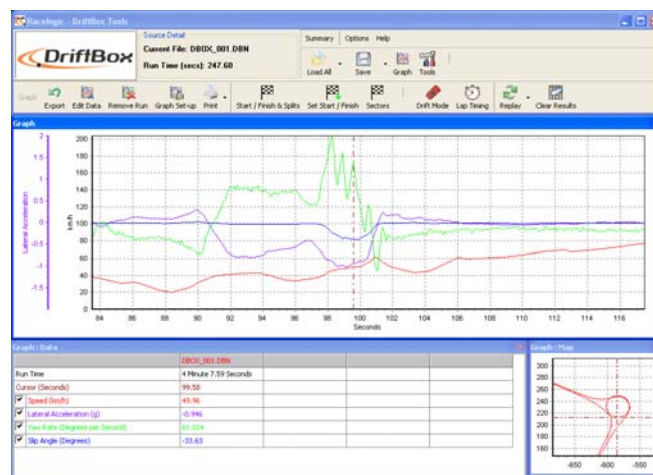 Racelogic - DriftBox Tools
DriftBox
Source Detail
Current File: DBOX_001.DBN
Run Time (secs): 247.60
Summary Options Help
Load All Save Graph Tools
Graph Export Edit Data Remove Run Graph Set-up Print Start / Finish & Splits Set Start / Finish Sectors Drift Mode Lap Timing Replay Clear Results
Graph
Lateral Acceleration
2
1.5
1
0.5
0
-0.5
-1
-1.5
km/h
200
180
160
140
120
100
80
60
40
20
0
84 86 88 90 92 94 96 98 100 102 104 106 108 110 112 114 116
Seconds
Graph : Data
DBOX_001.DBN
Run Time 4 Minute 7.59 Seconds
Cursor (Seconds) 99.58
Speed (km/h) 49.96
Lateral Acceleration (g) -0.946
Yaw Rate (Degrees per Second)
Slip Angle (Degrees) -33.63
Graph : Map
300
280
260
240
220
200
180
160
-650 -600 -550